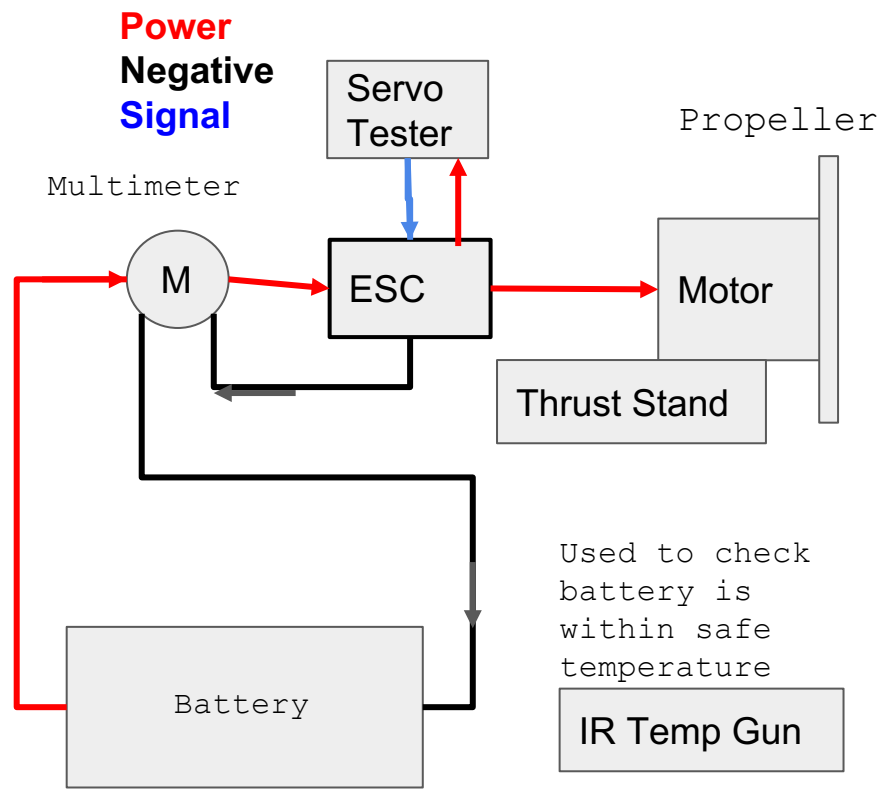 Power
Negative
Signal
Servo
Tester
Propeller
Multimeter
M
ESC
Motor
Thrust Stand
Used to check
battery is
within safe
temperature
Battery
IR Temp Gun